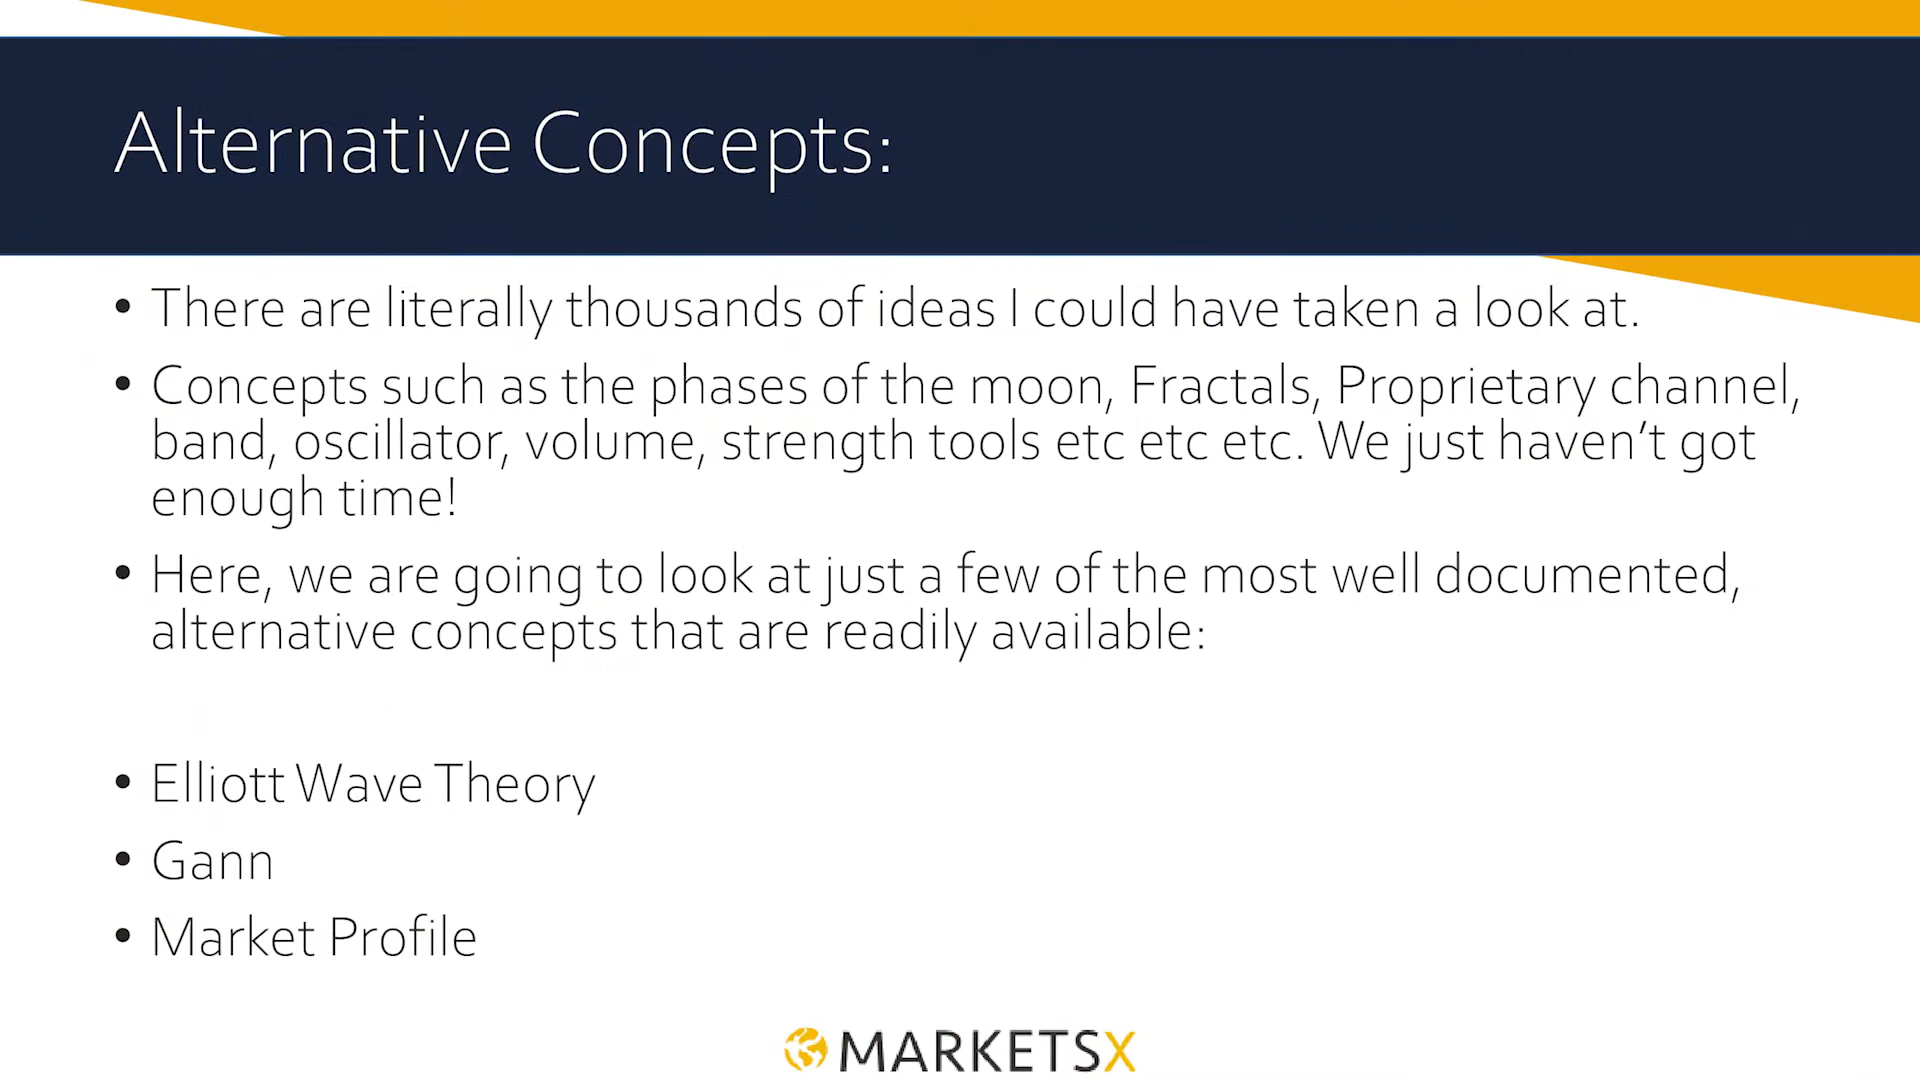 Alternative Concepts:
• There are literally thousands of ideas I could have taken a look at.
• Concepts such as the phases of the moon, Fractals, Proprietary channel,
band, oscillator, volume, strength tools etc etc etc. We just haven’t got
enough time!
• Here, we are going to look at just a few of the most well documented,
alternative concepts that are readily available:
• Elliott Wave Theory
• Gann
• Market Profile
MARKETSX